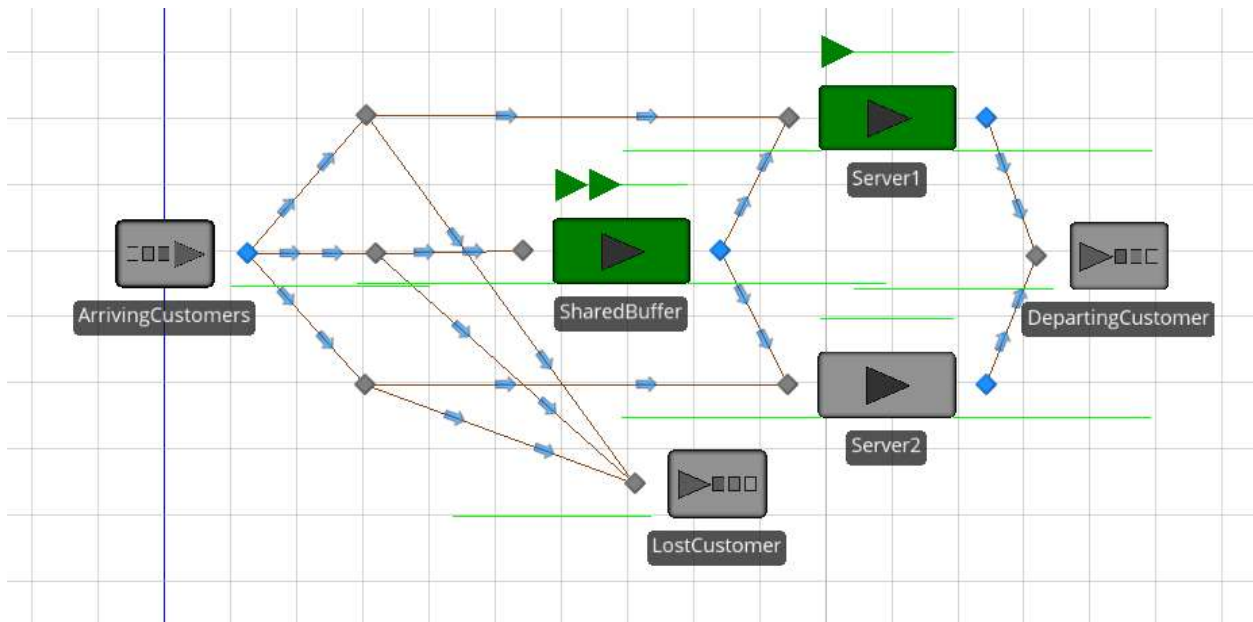 Server1
ArrivingCustomers
SharedBuffer
DepartingCustomer
Server2
LostCustomer